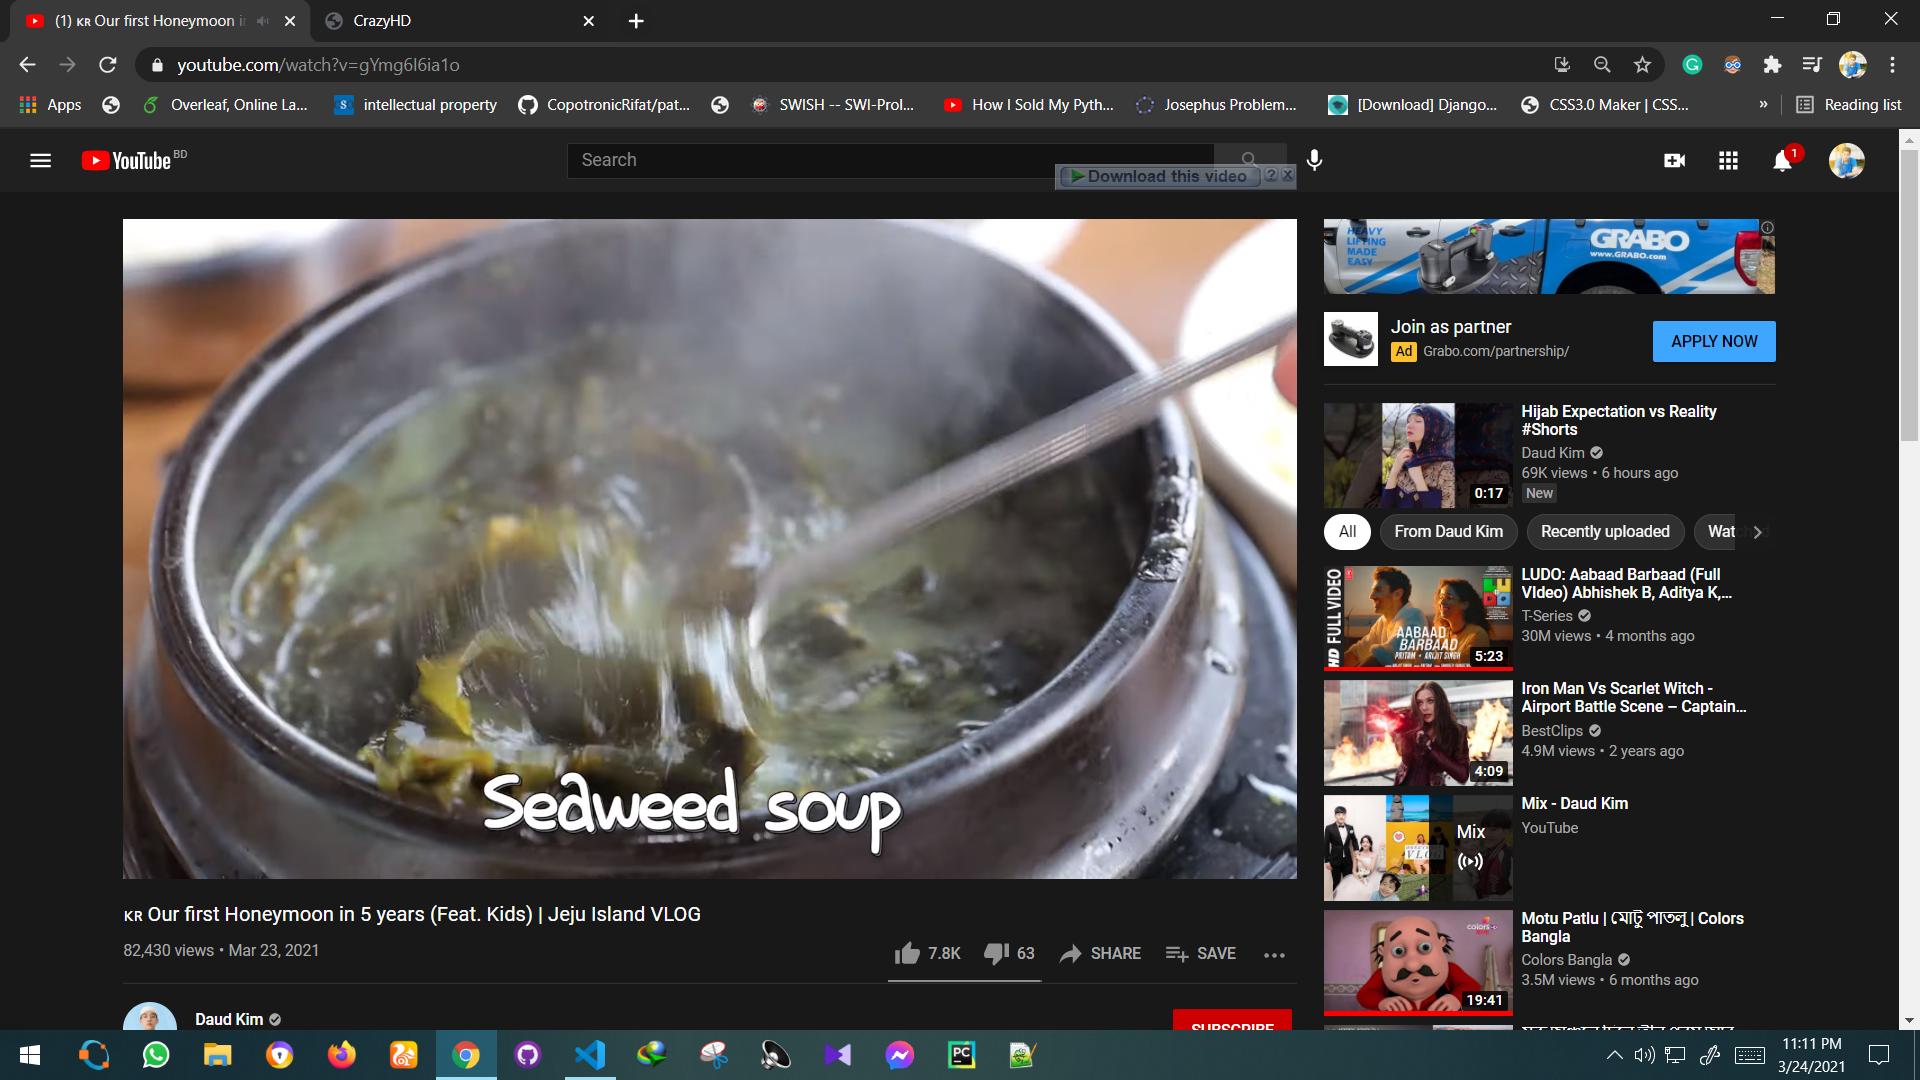 (1) ᴋʀ Our first Honeymoon i
CrazyHD
youtube.com/watch?v=gYmg6I6ia1o
Apps
Overleaf, Online La...
intellectual property
CopotronicRifat/pat...
SWISH -- SWI-Prol...
How I Sold My Pyth...
Josephus Problem...
[Download] Django...
CSS3.0 Maker | CSS...
»
Reading list
YouTube BD
Search
Download this video
1
HEAVY LIFTING MADE EASY
GRABO
www.GRABO.com
Join as partner
Ad Grabo.com/partnership/
APPLY NOW
Hijab Expectation vs Reality
#Shorts
Daud Kim
69K views • 6 hours ago
New
0:17
All
From Daud Kim
Recently uploaded
HD FULL VIDEO
AABAAD
BARBAAD
PRITAM • ARIJIT SINGH
5:23
LUDO: Aabaad Barbaad (Full
VIdeo) Abhishek B, Aditya K,...
T-Series
30M views • 4 months ago
Iron Man Vs Scarlet Witch -
Airport Battle Scene – Captain...
BestClips
4.9M views • 2 years ago
4:09
Mix - Daud Kim
YouTube
Mix
Motu Patlu | মোটু পাতলু | Colors
Bangla
Colors Bangla
3.5M views • 6 months ago
19:41
Seaweed soup
ᴋʀ Our first Honeymoon in 5 years (Feat. Kids) | Jeju Island VLOG
82,430 views • Mar 23, 2021
7.8K
63
SHARE
SAVE
Daud Kim
SUBSCRIBE
PC
11:11 PM
3/24/2021